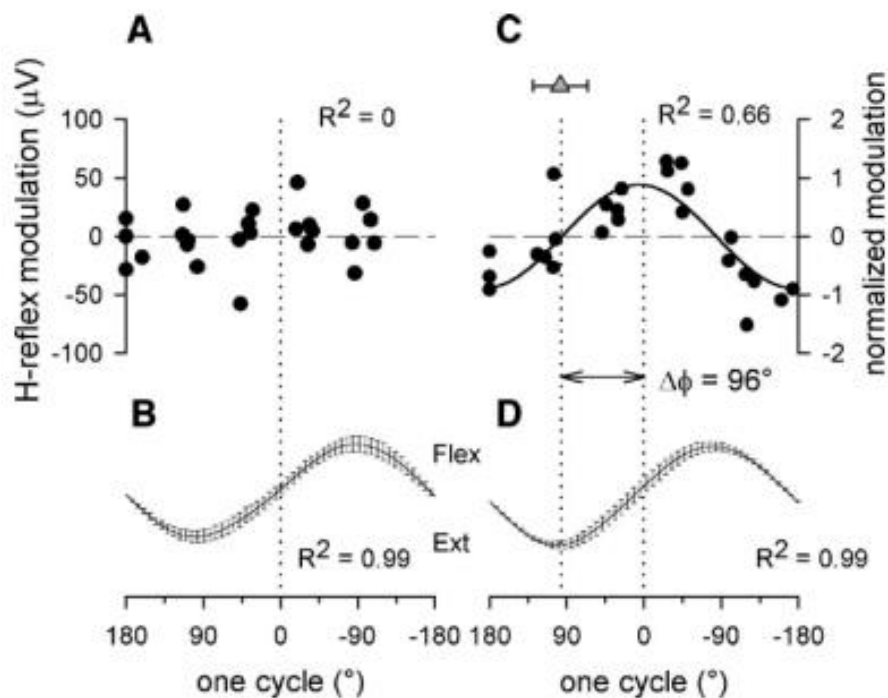 A
C
H-reflex modulation (µV)
R² = 0
R² = 0.66
100
50
0
-50
-100
2
1
0
-1
-2
normalized modulation
Δϕ = 96°
B
D
Flex
Ext
R² = 0.99
R² = 0.99
180 90 0 -90 -180
180 90 0 -90 -180
one cycle (°)
one cycle (°)